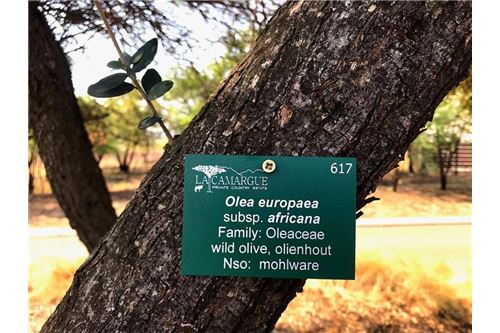 617
LA CAMARGUE
PRIVATE COUNTRY ESTATE
Olea europaea
subsp. africana
Family: Oleaceae
wild olive, olienhout
Nso: mohlware